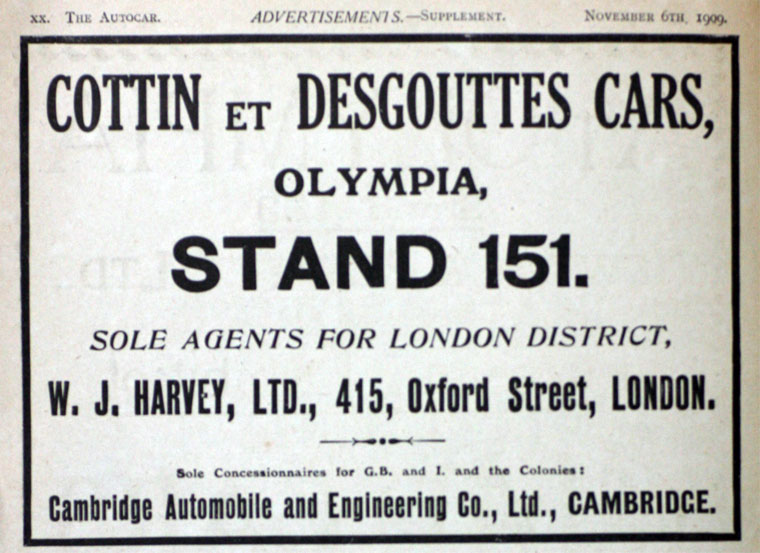 xx. THE AUTOCAR. ADVERTISEMENTS.—SUPPLEMENT. NOVEMBER 6TH, 1909.
COTTIN ET DESGOUTTES CARS,
OLYMPIA,
STAND 151.
SOLE AGENTS FOR LONDON DISTRICT,
W. J. HARVEY, LTD., 415, Oxford Street, LONDON.
Sole Concessionnaires for G.B. and I. and the Colonies:
Cambridge Automobile and Engineering Co., Ltd., CAMBRIDGE.